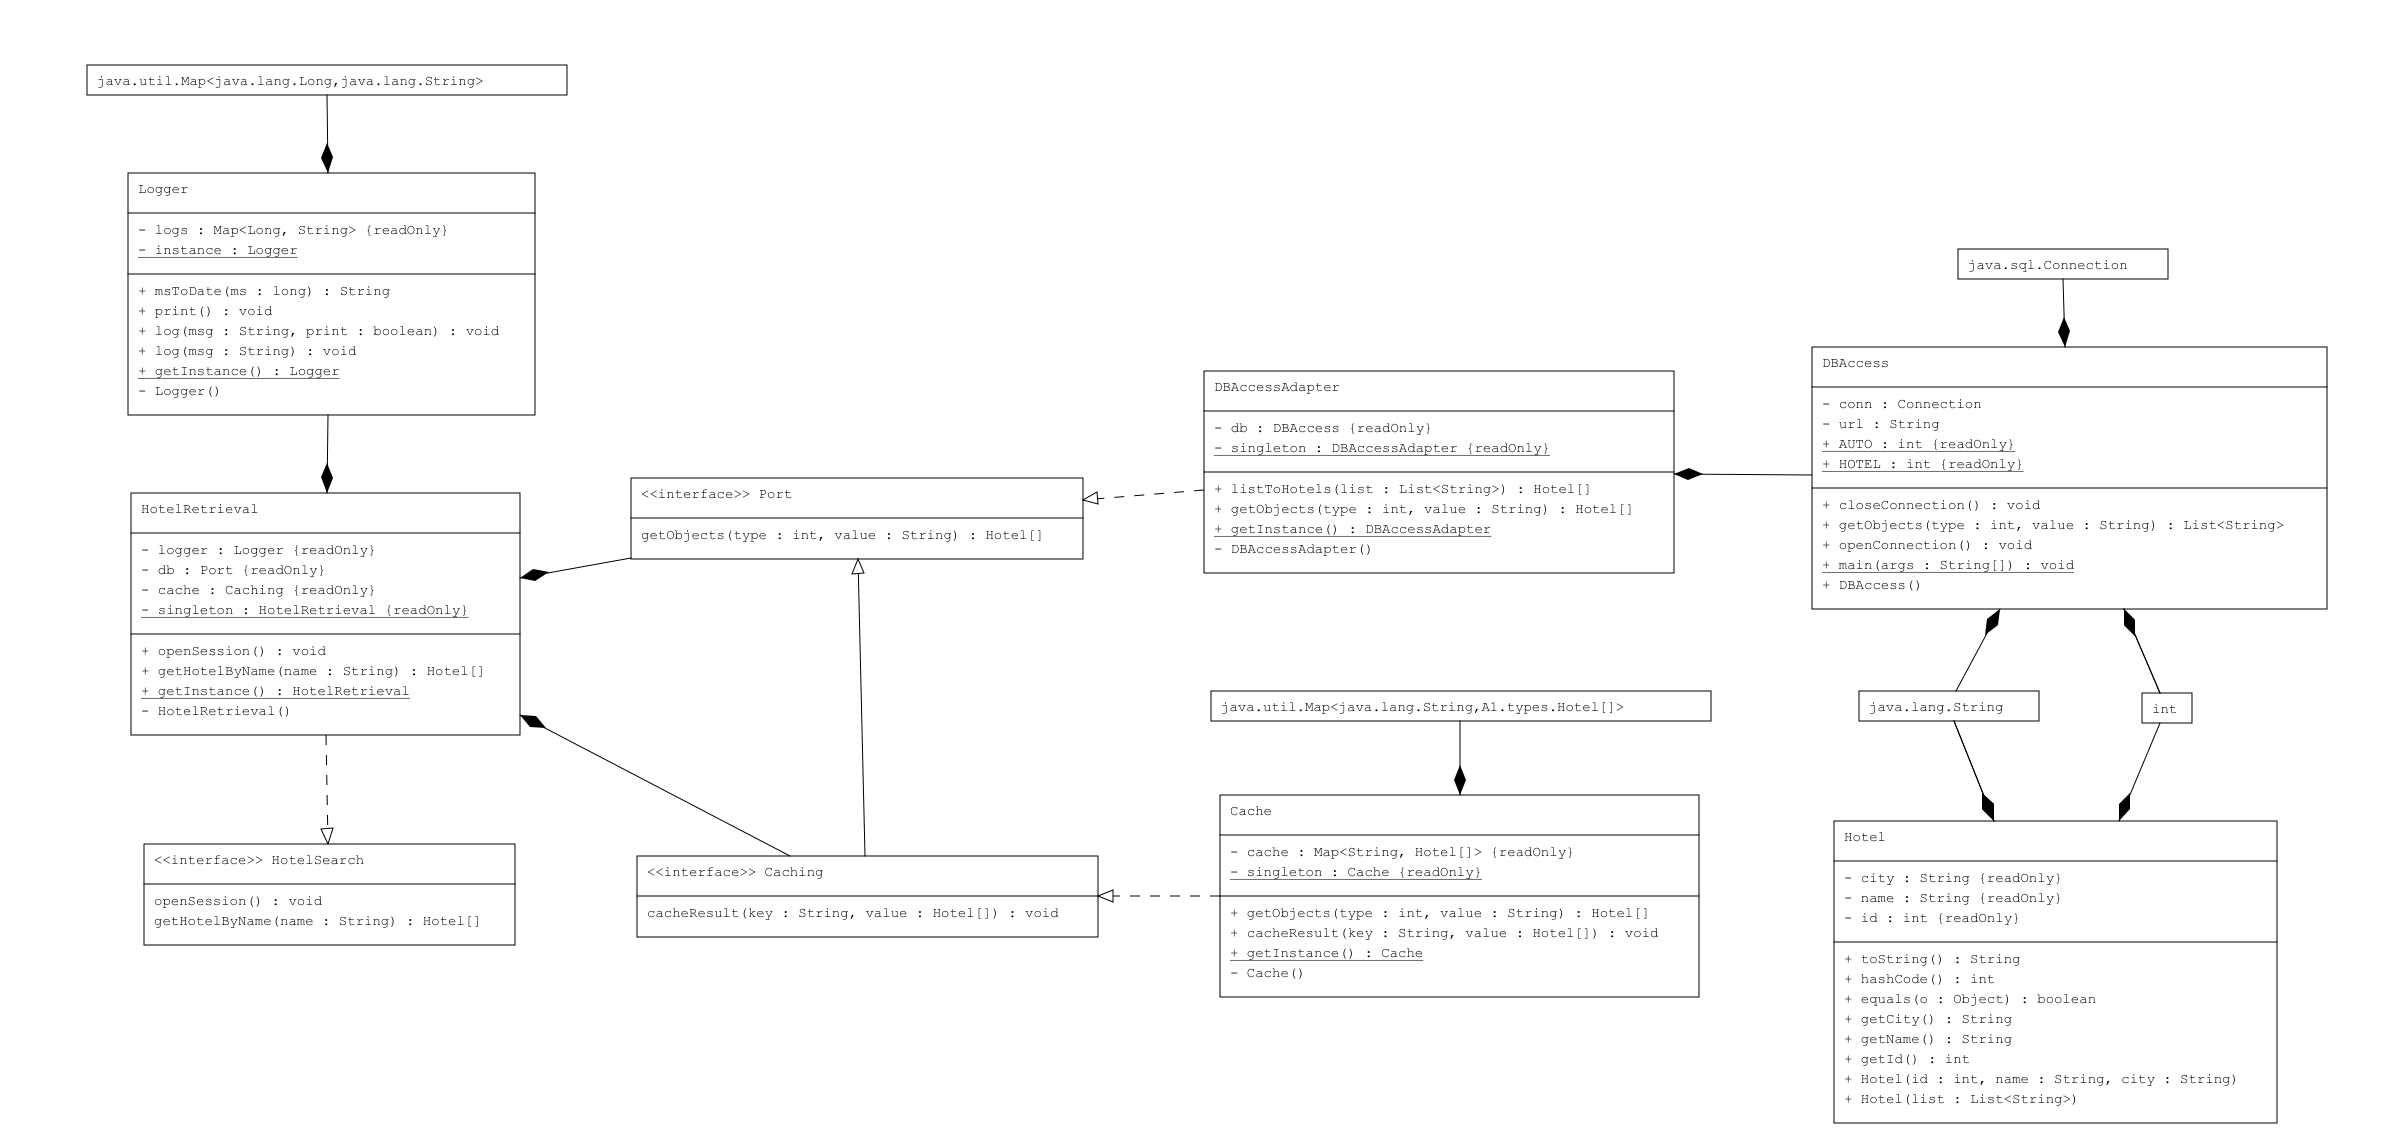 java.util.Map<java.lang.Long,java.lang.String>
Logger
- logs : Map<Long, String> {readOnly}
- instance : Logger
+ msToDate(ms : long) : String
+ print() : void
+ log(msg : String, print : boolean) : void
+ log(msg : String) : void
+ getInstance() : Logger
- Logger()
HotelRetrieval
- logger : Logger {readOnly}
- db : Port {readOnly}
- cache : Caching {readOnly}
- singleton : HotelRetrieval {readOnly}
+ openSession() : void
+ getHotelByName(name : String) : Hotel[]
+ getInstance() : HotelRetrieval
- HotelRetrieval()
<<interface>> HotelSearch
openSession() : void
getHotelByName(name : String) : Hotel[]
<<interface>> Port
getObjects(type : int, value : String) : Hotel[]
<<interface>> Caching
cacheResult(key : String, value : Hotel[]) : void
DBAccessAdapter
- db : DBAccess {readOnly}
- singleton : DBAccessAdapter {readOnly}
+ listToHotels(list : List<String>) : Hotel[]
+ getObjects(type : int, value : String) : Hotel[]
+ getInstance() : DBAccessAdapter
- DBAccessAdapter()
java.util.Map<java.lang.String,A1.types.Hotel[]>
Cache
- cache : Map<String, Hotel[]> {readOnly}
- singleton : Cache {readOnly}
+ getObjects(type : int, value : String) : Hotel[]
+ cacheResult(key : String, value : Hotel[]) : void
+ getInstance() : Cache
- Cache()
java.sql.Connection
DBAccess
- conn : Connection
- url : String
+ AUTO : int {readOnly}
+ HOTEL : int {readOnly}
+ closeConnection() : void
+ getObjects(type : int, value : String) : List<String>
+ openConnection() : void
+ main(args : String[]) : void
+ DBAccess()
java.lang.String
int
Hotel
- city : String {readOnly}
- name : String {readOnly}
- id : int {readOnly}
+ toString() : String
+ hashCode() : int
+ equals(o : Object) : boolean
+ getCity() : String
+ getName() : String
+ getId() : int
+ Hotel(id : int, name : String, city : String)
+ Hotel(list : List<String>)